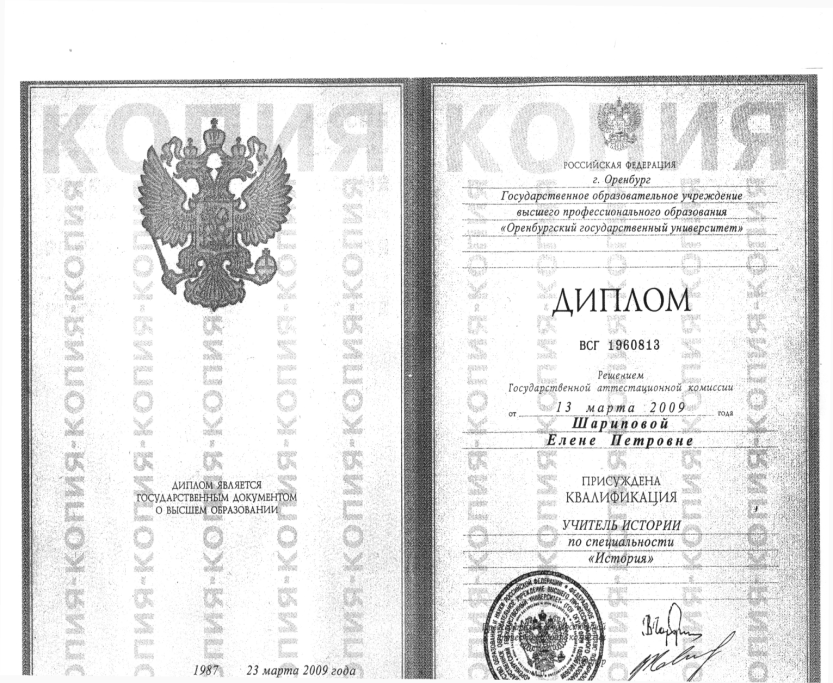 КОПИЯ
ДИПЛОМ ЯВЛЯЕТСЯ
ГОСУДАРСТВЕННЫМ ДОКУМЕНТОМ
О ВЫСШЕМ ОБРАЗОВАНИИ
1987 23 марта 2009 года
КОПИЯ
РОССИЙСКАЯ ФЕДЕРАЦИЯ
г. Оренбург
Государственное образовательное учреждение
высшего профессионального образования
«Оренбургский государственный университет»
ДИПЛОМ
ВСГ 1960813
Решением
Государственной аттестационной комиссии
от 13 марта 2009 года
Шариповой
Елене Петровне
ПРИСУЖДЕНА
КВАЛИФИКАЦИЯ
УЧИТЕЛЬ ИСТОРИИ
по специальности
«История»